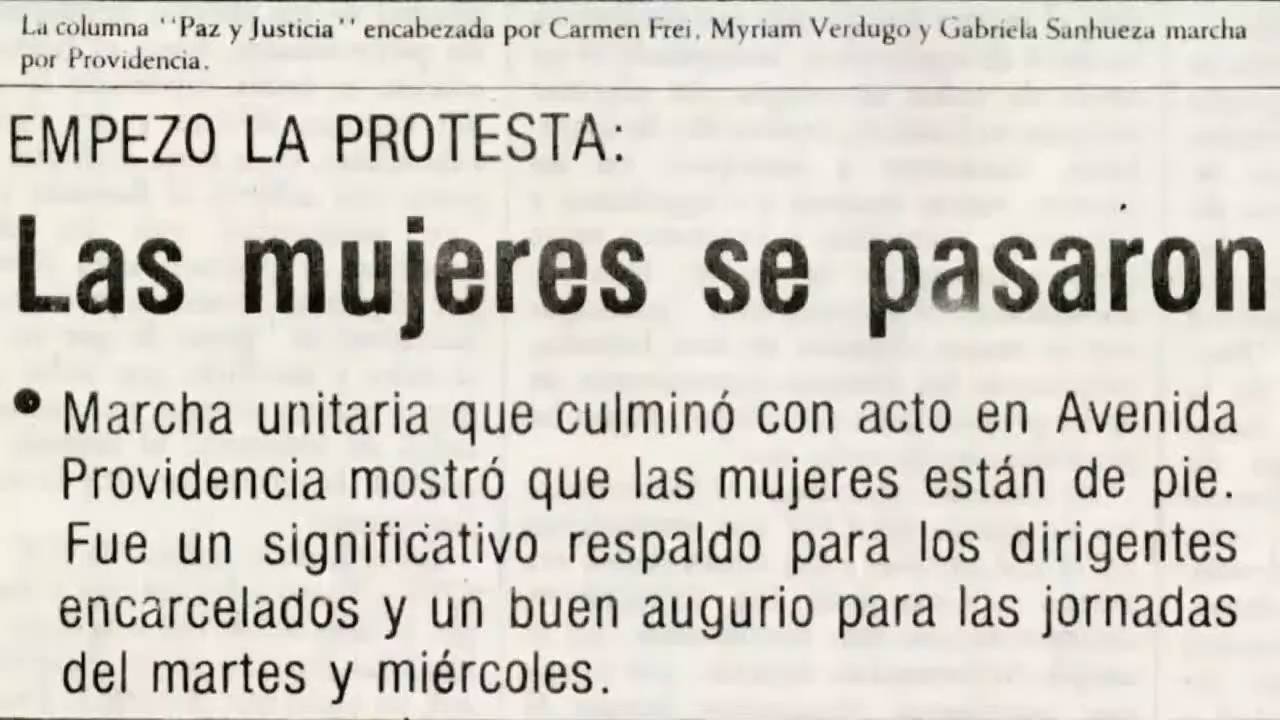 La columna ''Paz y Justicia'' encabezada por Carmen Frei, Myriam Verdugo y Gabriela Sanhueza marcha
por Providencia.
EMPEZO LA PROTESTA:
Las mujeres se pasaron
• Marcha unitaria que culminó con acto en Avenida
Providencia mostró que las mujeres están de pie.
Fue un significativo respaldo para los dirigentes
encarcelados y un buen augurio para las jornadas
del martes y miércoles.